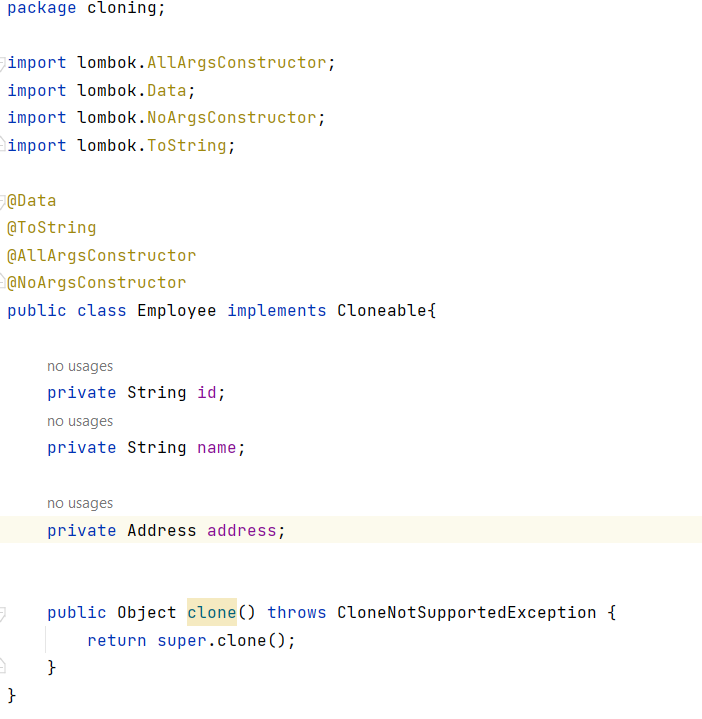 package cloning;
import lombok.AllArgsConstructor;
import lombok.Data;
import lombok.NoArgsConstructor;
import lombok.ToString;
@Data
@ToString
@AllArgsConstructor
@NoArgsConstructor
public class Employee implements Cloneable{
no usages
private String id;
no usages
private String name;
no usages
private Address address;
public Object clone() throws CloneNotSupportedException {
return super.clone();
}
}